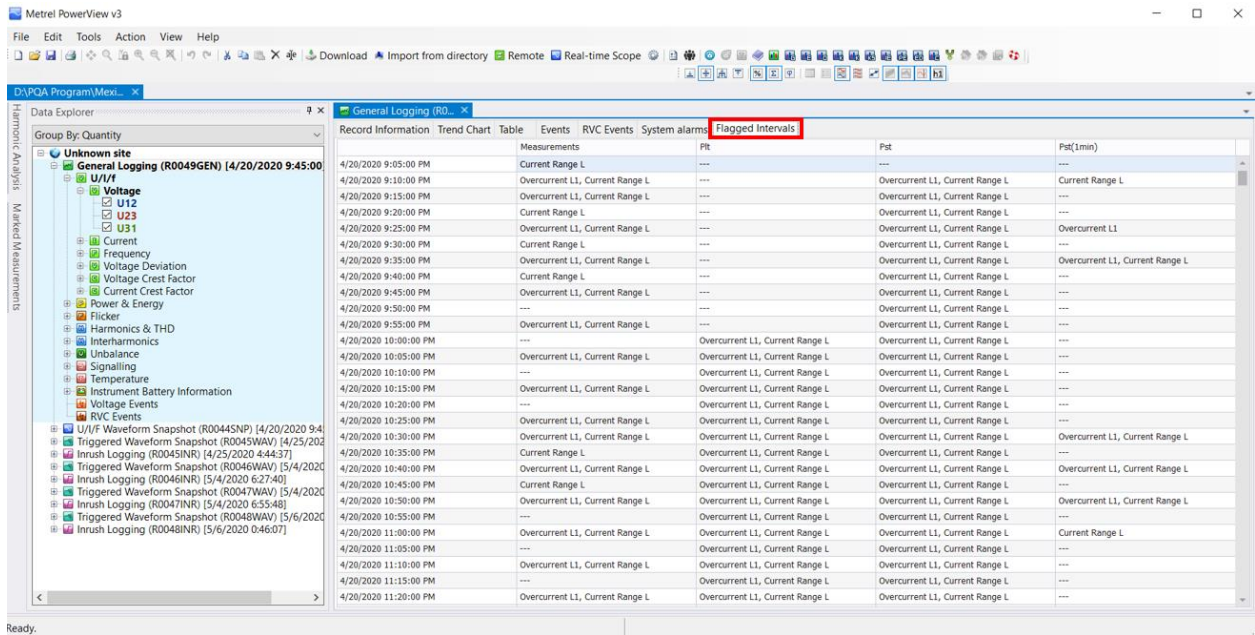 Metrel PowerView v3
File Edit Tools Action View Help
Download Import from directory Remote Real-time Scope
D:\PQA Program\Mexi...
Harmonic Analysis
Marked Measurements
Data Explorer
Group By: Quantity
Unknown site
General Logging (R0049GEN) [4/20/2020 9:45:00
U/I/f
Voltage
U12
U23
U31
Current
Frequency
Voltage Deviation
Voltage Crest Factor
Current Crest Factor
Power & Energy
Flicker
Harmonics & THD
Interharmonics
Unbalance
Signalling
Temperature
Instrument Battery Information
Voltage Events
RVC Events
U/I/F Waveform Snapshot (R0044SNP) [4/20/2020 9:4
Triggered Waveform Snapshot (R0045WAV) [4/25/202
Inrush Logging (R0045INR) [4/25/2020 4:44:37]
Triggered Waveform Snapshot (R0046WAV) [5/4/2020
Inrush Logging (R0046INR) [5/4/2020 6:27:40]
Triggered Waveform Snapshot (R0047WAV) [5/4/2020
Inrush Logging (R0047INR) [5/4/2020 6:55:48]
Triggered Waveform Snapshot (R0048WAV) [5/6/2020
Inrush Logging (R0048INR) [5/6/2020 0:46:07]
General Logging (R0...
Record Information Trend Chart Table Events RVC Events System alarms Flagged Intervals
Measurements Plt Pst Pst(1min)
4/20/2020 9:05:00 PM Current Range L --- --- ---
4/20/2020 9:10:00 PM Overcurrent L1, Current Range L --- Overcurrent L1, Current Range L Current Range L
4/20/2020 9:15:00 PM Overcurrent L1, Current Range L --- Overcurrent L1, Current Range L ---
4/20/2020 9:20:00 PM Current Range L --- Overcurrent L1, Current Range L ---
4/20/2020 9:25:00 PM Overcurrent L1, Current Range L --- Overcurrent L1, Current Range L Overcurrent L1
4/20/2020 9:30:00 PM Current Range L --- Overcurrent L1, Current Range L ---
4/20/2020 9:35:00 PM Overcurrent L1, Current Range L --- Overcurrent L1, Current Range L Overcurrent L1, Current Range L
4/20/2020 9:40:00 PM Current Range L --- Overcurrent L1, Current Range L ---
4/20/2020 9:45:00 PM Overcurrent L1, Current Range L --- Overcurrent L1, Current Range L ---
4/20/2020 9:50:00 PM --- --- Overcurrent L1, Current Range L ---
4/20/2020 9:55:00 PM Overcurrent L1, Current Range L --- Overcurrent L1, Current Range L ---
4/20/2020 10:00:00 PM --- Overcurrent L1, Current Range L Overcurrent L1, Current Range L ---
4/20/2020 10:05:00 PM Overcurrent L1, Current Range L Overcurrent L1, Current Range L Overcurrent L1, Current Range L ---
4/20/2020 10:10:00 PM --- Overcurrent L1, Current Range L Overcurrent L1, Current Range L ---
4/20/2020 10:15:00 PM Overcurrent L1, Current Range L Overcurrent L1, Current Range L Overcurrent L1, Current Range L ---
4/20/2020 10:20:00 PM --- Overcurrent L1, Current Range L Overcurrent L1, Current Range L ---
4/20/2020 10:25:00 PM Overcurrent L1, Current Range L Overcurrent L1, Current Range L Overcurrent L1, Current Range L ---
4/20/2020 10:30:00 PM Overcurrent L1, Current Range L Overcurrent L1, Current Range L Overcurrent L1, Current Range L Overcurrent L1, Current Range L
4/20/2020 10:35:00 PM Current Range L Overcurrent L1, Current Range L Overcurrent L1, Current Range L ---
4/20/2020 10:40:00 PM Overcurrent L1, Current Range L Overcurrent L1, Current Range L Overcurrent L1, Current Range L Overcurrent L1, Current Range L
4/20/2020 10:45:00 PM Current Range L Overcurrent L1, Current Range L Overcurrent L1, Current Range L ---
4/20/2020 10:50:00 PM Overcurrent L1, Current Range L Overcurrent L1, Current Range L Overcurrent L1, Current Range L Overcurrent L1, Current Range L
4/20/2020 10:55:00 PM --- Overcurrent L1, Current Range L Overcurrent L1, Current Range L ---
4/20/2020 11:00:00 PM Overcurrent L1, Current Range L Overcurrent L1, Current Range L Overcurrent L1, Current Range L Current Range L
4/20/2020 11:05:00 PM --- Overcurrent L1, Current Range L Overcurrent L1, Current Range L ---
4/20/2020 11:10:00 PM Overcurrent L1, Current Range L Overcurrent L1, Current Range L Overcurrent L1, Current Range L ---
4/20/2020 11:15:00 PM --- Overcurrent L1, Current Range L Overcurrent L1, Current Range L ---
4/20/2020 11:20:00 PM Overcurrent L1, Current Range L Overcurrent L1, Current Range L Overcurrent L1, Current Range L ---
Ready.